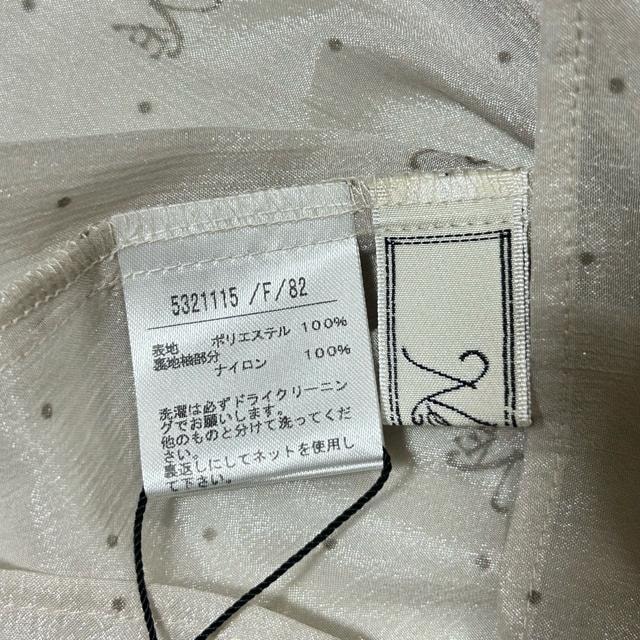 5321115 /F/82
表地 ポリエステル 100%
裏地袖部分 ナイロン 100%
洗濯は必ずドライクリーニン
グでお願いします。
他のものと分けて洗ってくだ
さい。
裏返しにしてネットを使用し
て下さい。